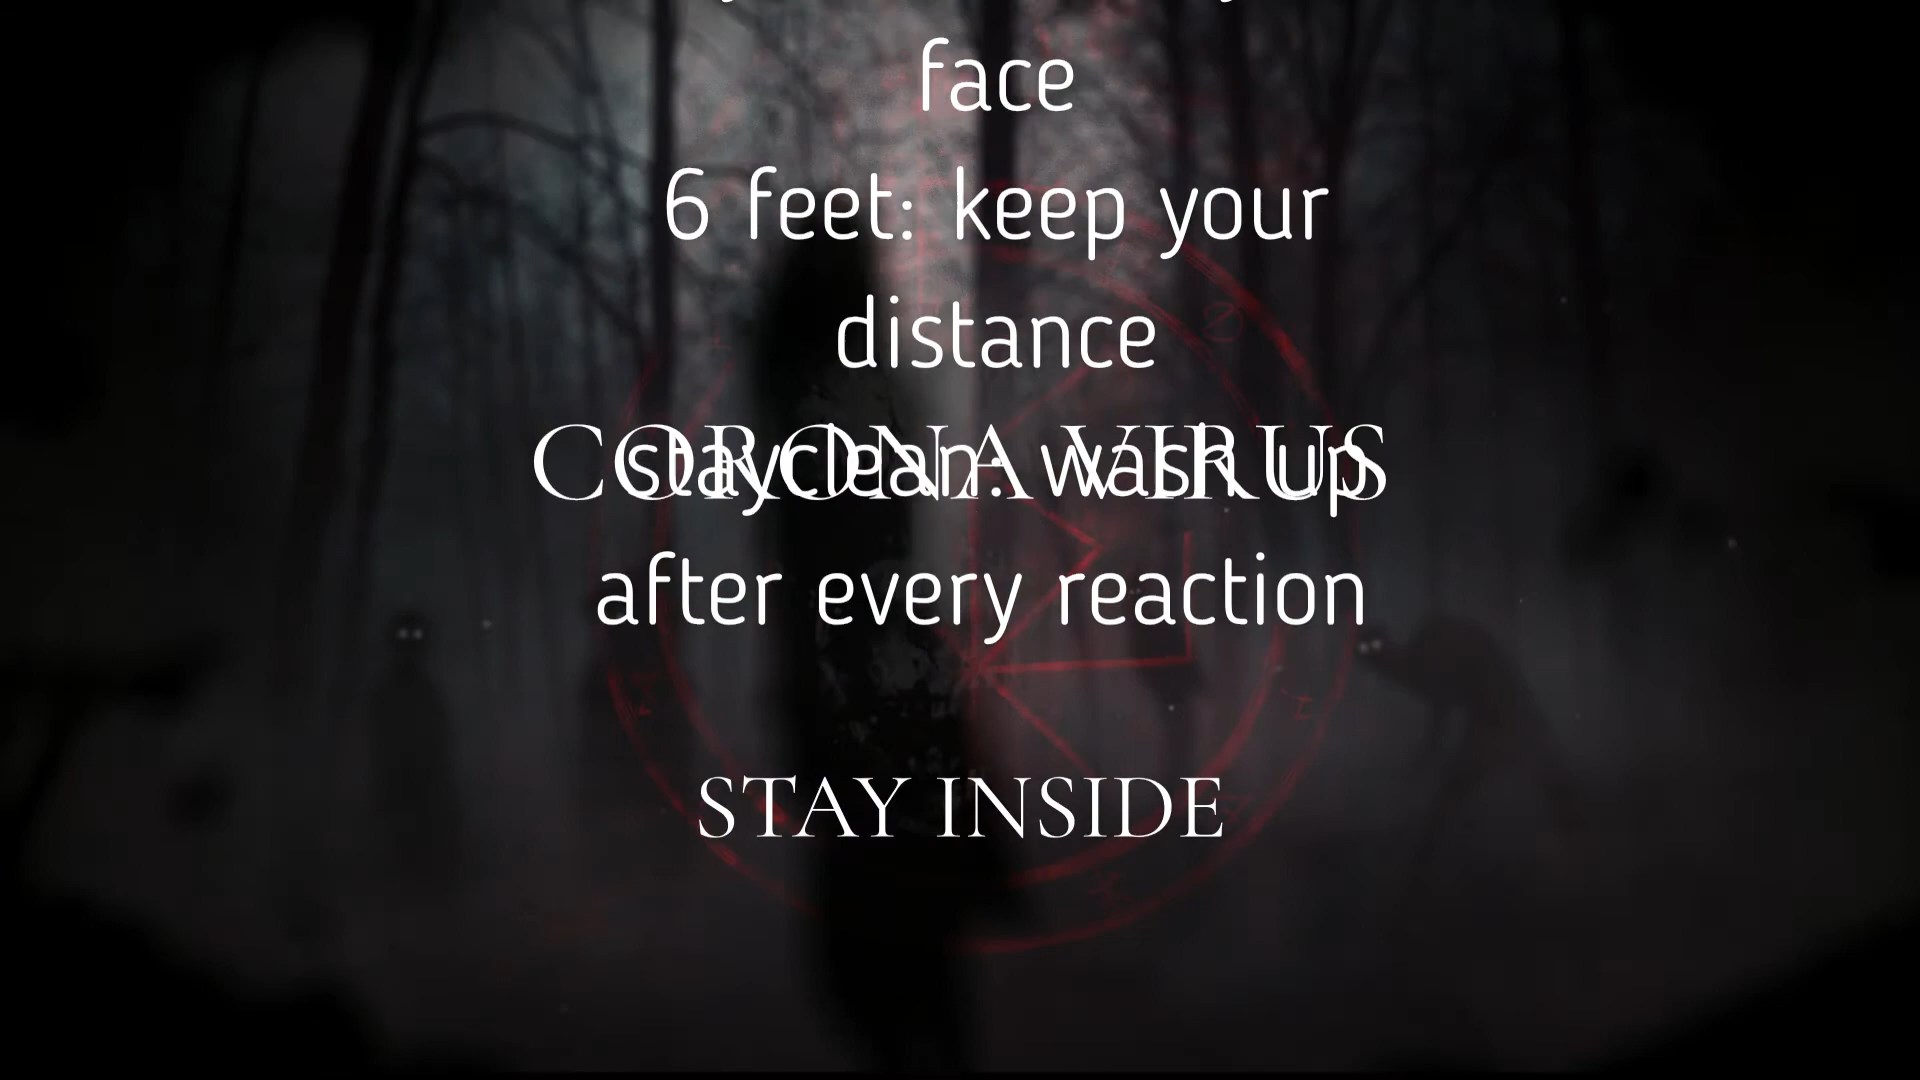 face
6 feet: keep your
distance
CORONA VIRUS
stay clean: wash up
after every reaction
STAY INSIDE